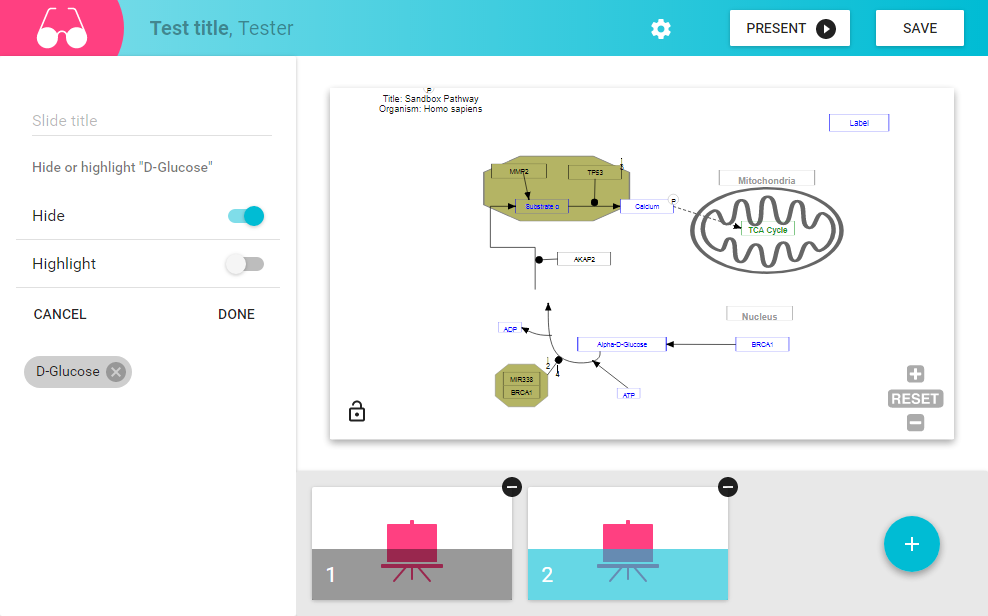 Test title, Tester
PRESENT
SAVE
Slide title
Hide or highlight "D-Glucose"
Hide
Highlight
CANCEL
DONE
D-Glucose
P
Title: Sandbox Pathway
Organism: Homo sapiens
Label
MMP2
TP53
Substrate α
Calcium
P
Mitochondria
TCA Cycle
AKAP2
Nucleus
ADP
Alpha-D-Glucose
BRCA1
2
4
MIR338
BRCA1
ATP
RESET
1
2